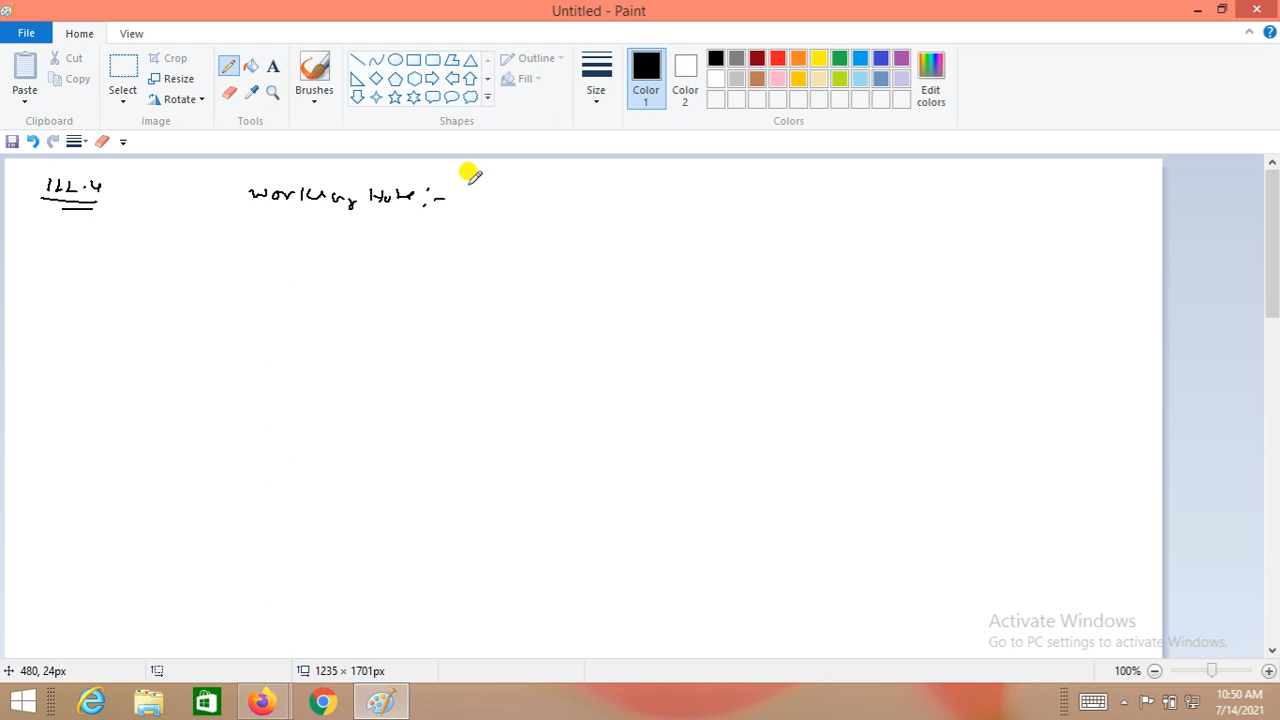 Untitled - Paint
File Home View
Paste
Cut
Copy
Clipboard
Select
Crop
Resize
Rotate
Image
Tools
Brushes
Outline
Fill
Shapes
Size
Color 1
Color 2
Edit colors
Colors
ILL.4
Working Note :-
Activate Windows
Go to PC settings to activate Windows.
480, 24px
1235 × 1701px
100%
10:50 AM
7/14/2021